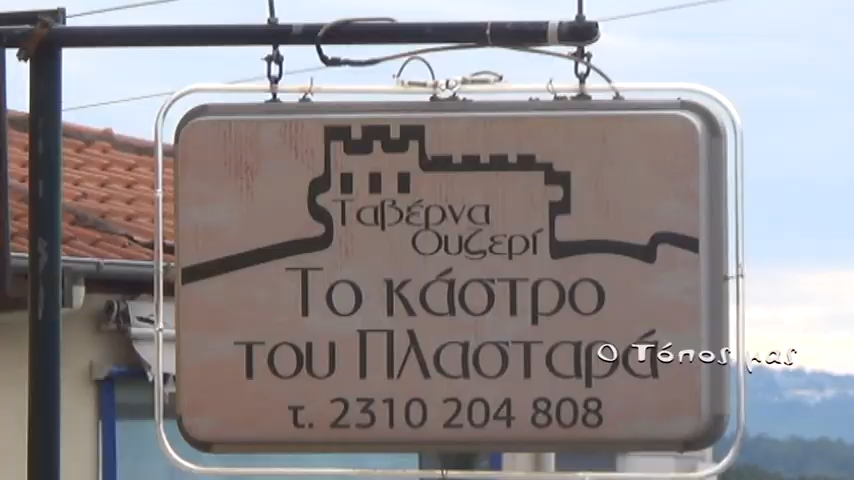 Ταβέρνα
Ουζερί
Το κάστρο
του Πλασταρά
τ. 2310 204 808
Ο Τόπος μας